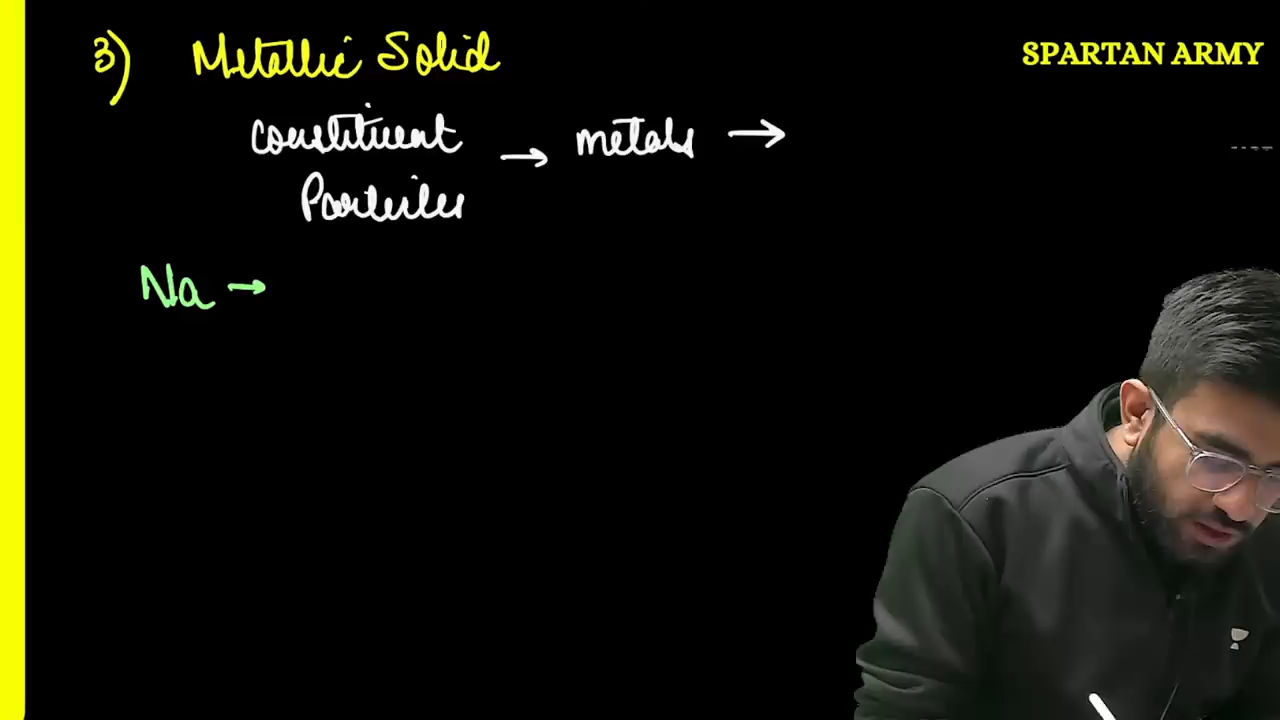 3) Metallic Solid
SPARTAN ARMY
constituent → metals →
Particles
Na →